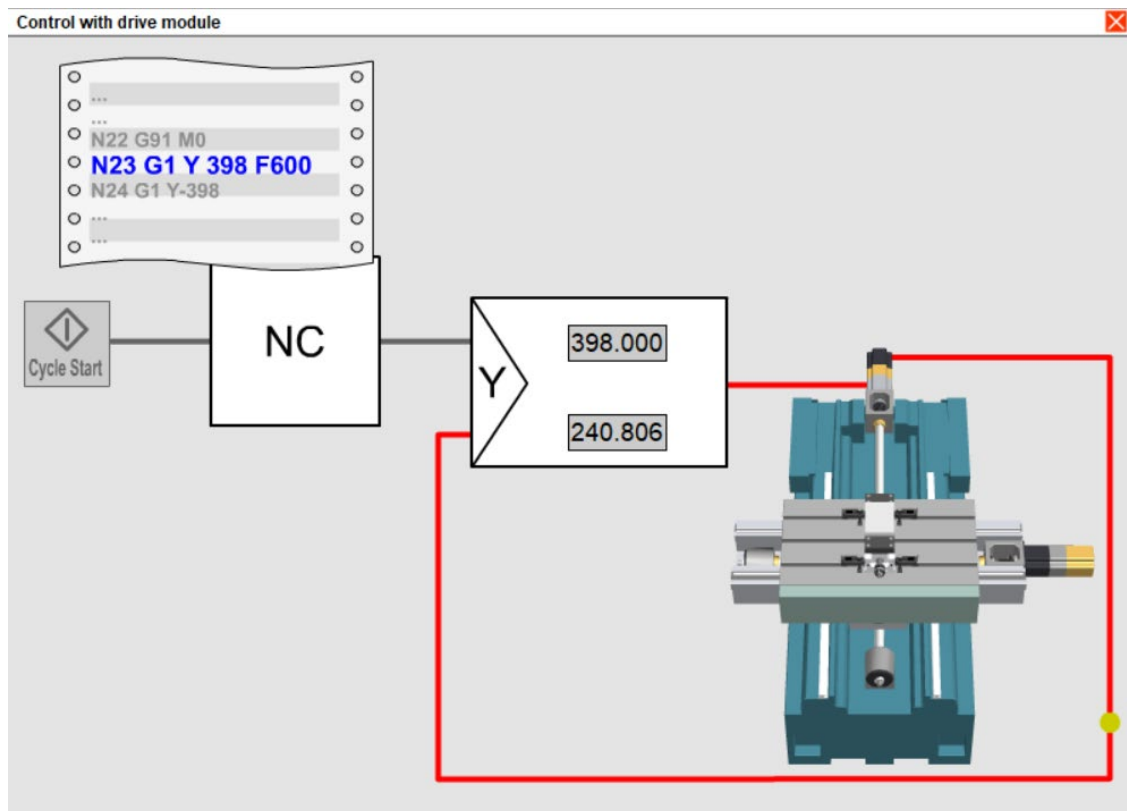 Control with drive module
...
...
N22 G91 M0
N23 G1 Y 398 F600
N24 G1 Y-398
...
...
Cycle Start
NC
Y
398.000
240.806